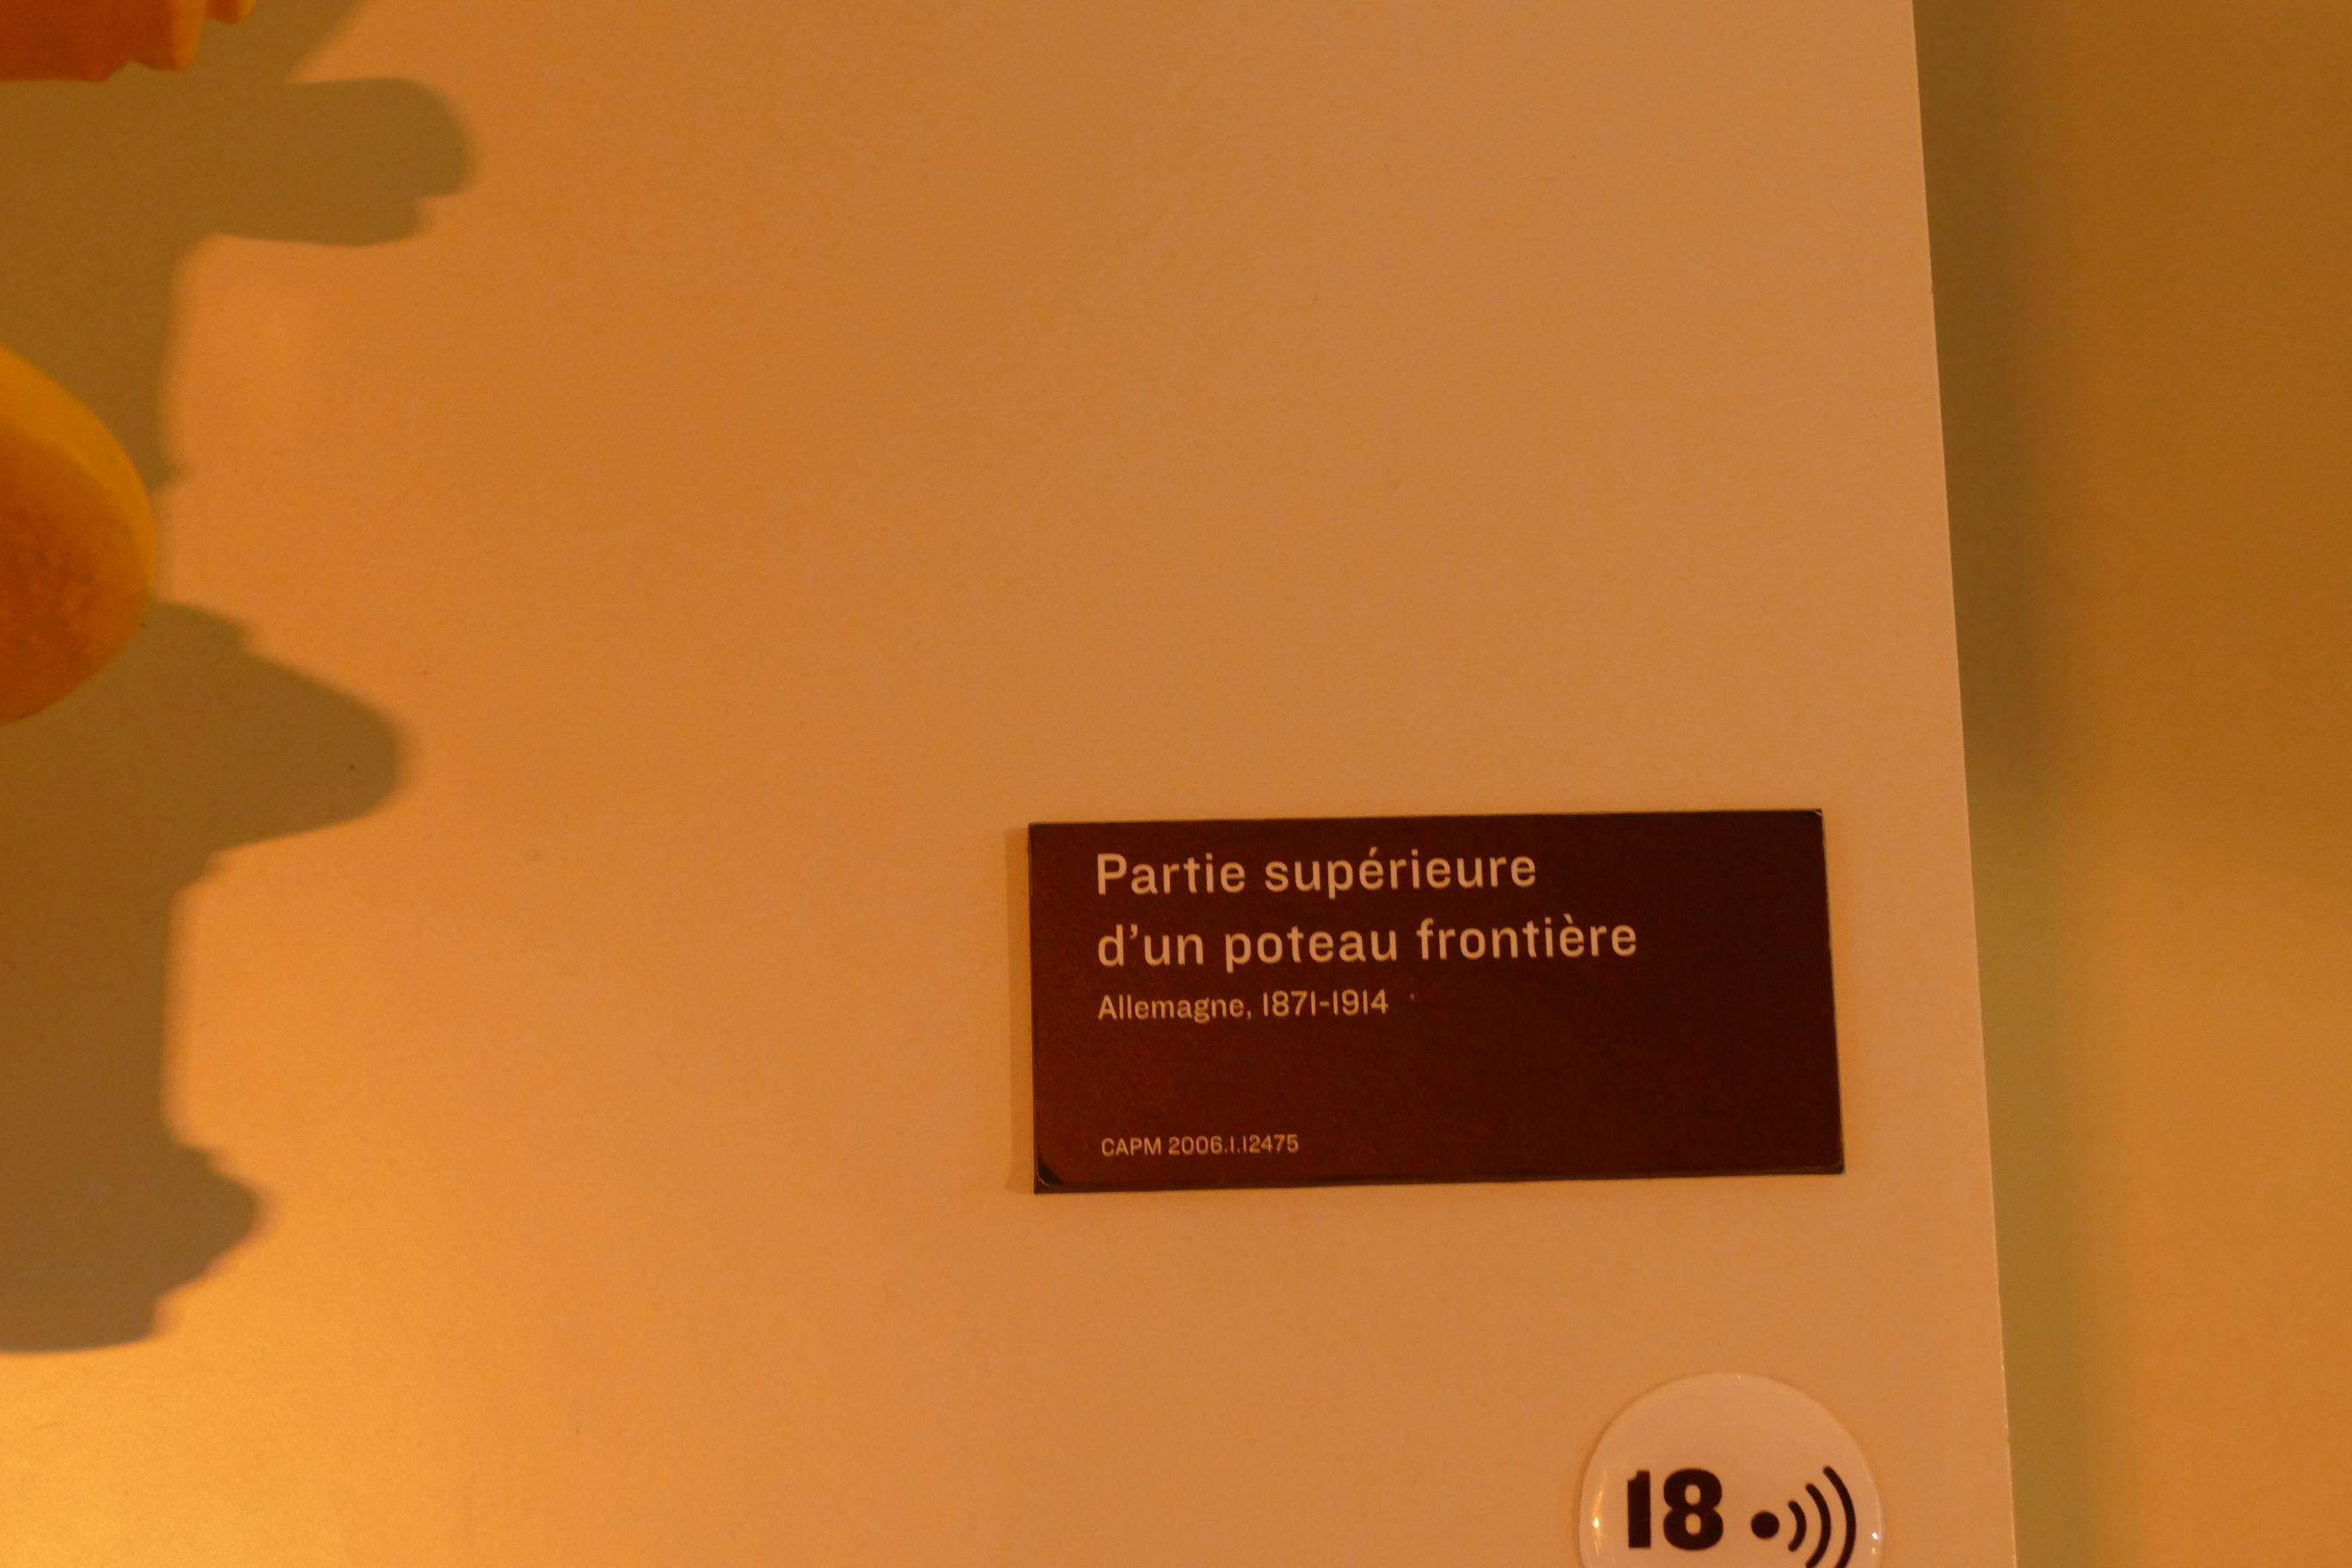 Partie supérieure
d’un poteau frontière
Allemagne, 1871-1914
CAPM 2006.1.12475
18